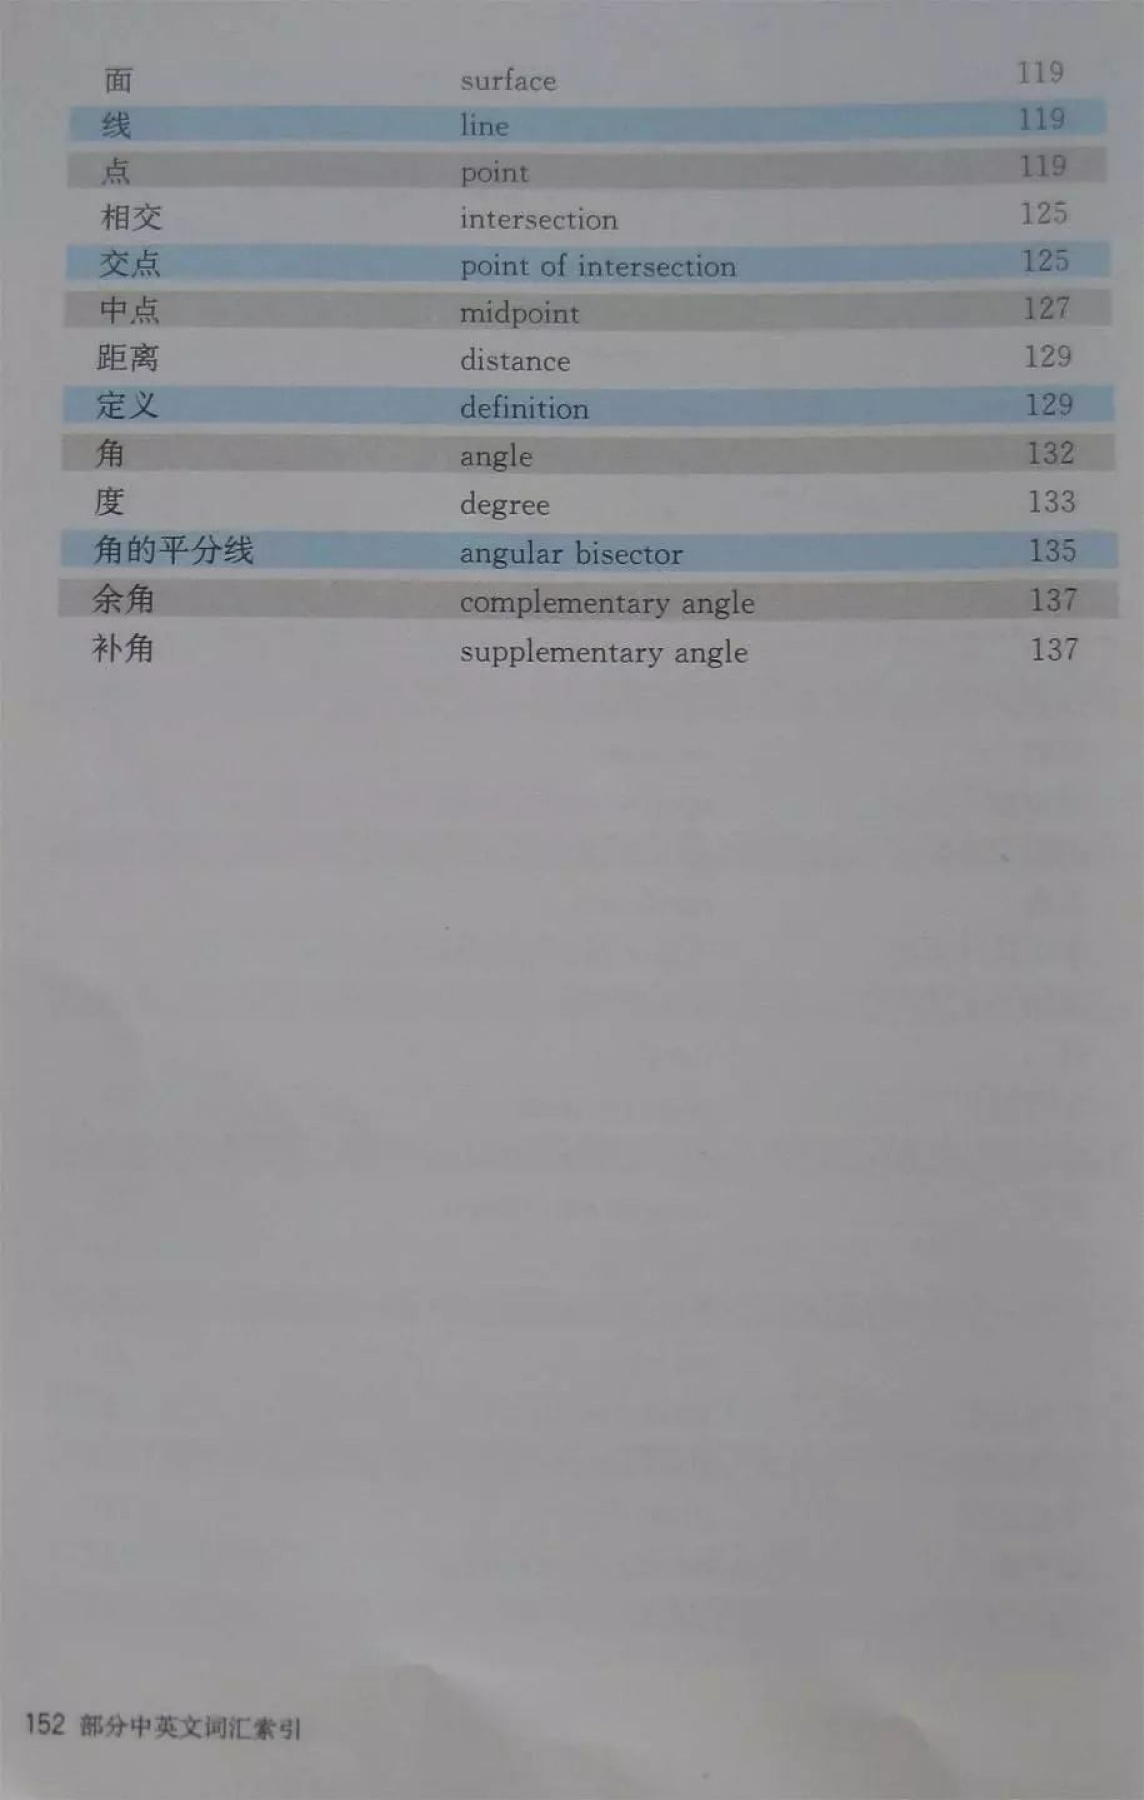 面 surface 119
线 line 119
点 point 119
相交 intersection 125
交点 point of intersection 125
中点 midpoint 127
距离 distance 129
定义 definition 129
角 angle 132
度 degree 133
角的平分线 angular bisector 135
余角 complementary angle 137
补角 supplementary angle 137
152 部分中英文词汇索引